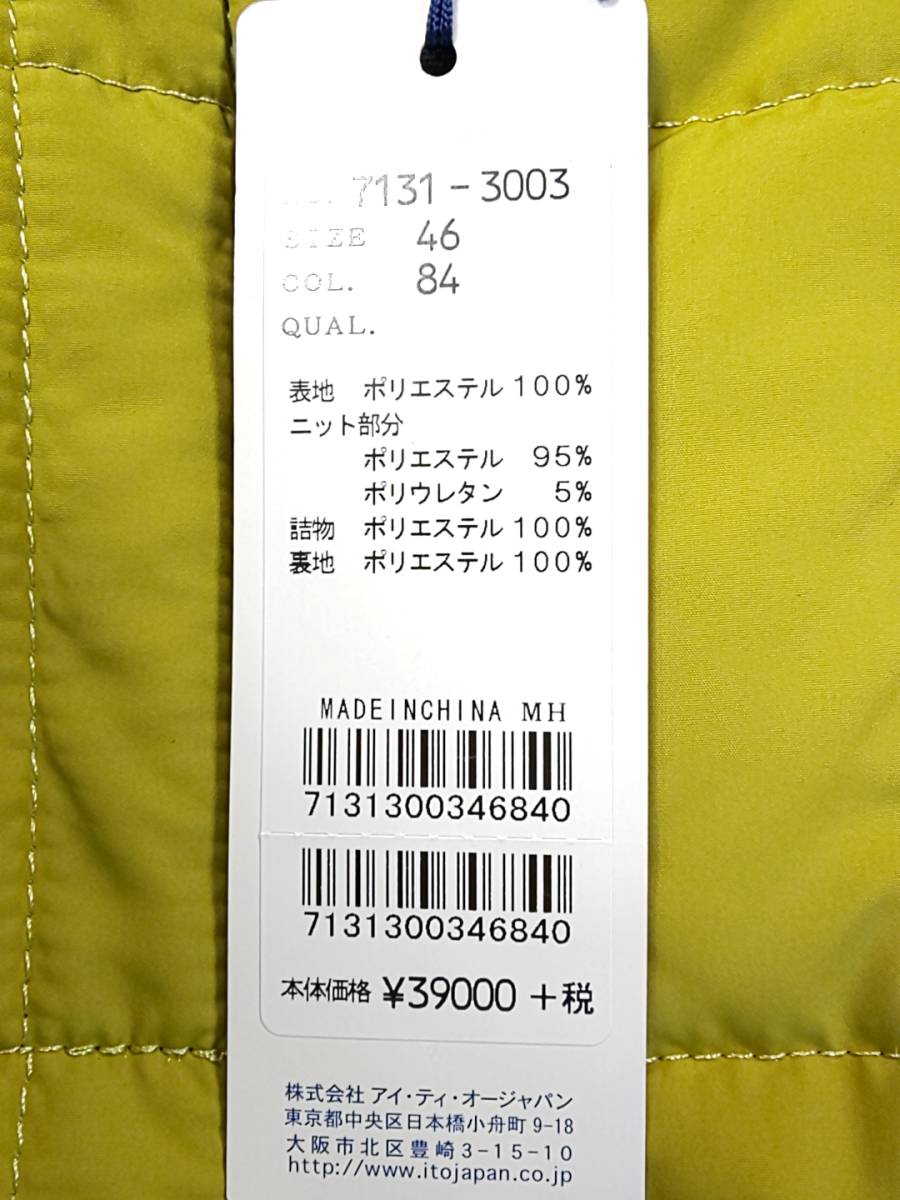 7131-3003
SIZE 46
COL. 84
QUAL.
表地 ポリエステル 100%
ニット部分
ポリエステル 95%
ポリウレタン 5%
詰物 ポリエステル 100%
裏地 ポリエステル 100%
MADEINCHINA MH
7131300346840
7131300346840
本体価格 ¥39000 +税
株式会社 アイ・ティ・オージャパン
東京都中央区日本橋小舟町 9-18
大阪市北区豊崎 3-15-10
http://www.itojapan.co.jp